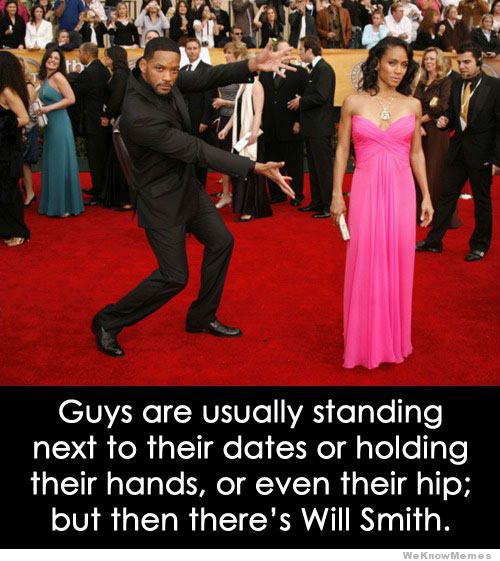 Guys are usually standing
next to their dates or holding
their hands, or even their hip;
but then there's Will Smith.
WeKnowMemes